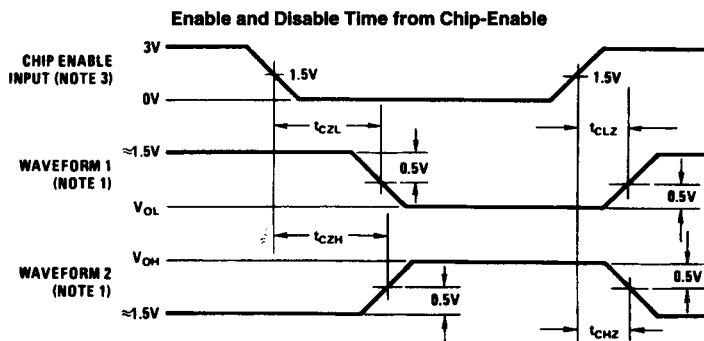 Enable and Disable Time from Chip-Enable
CHIP ENABLE
INPUT (NOTE 3)
3V
1.5V
1.5V
0V
tCZL
tCLZ
WAVEFORM 1
(NOTE 1)
≈1.5V
0.5V
0.5V
VOL
tCZH
WAVEFORM 2
(NOTE 1)
VOH
0.5V
0.5V
≈1.5V
tCHZ